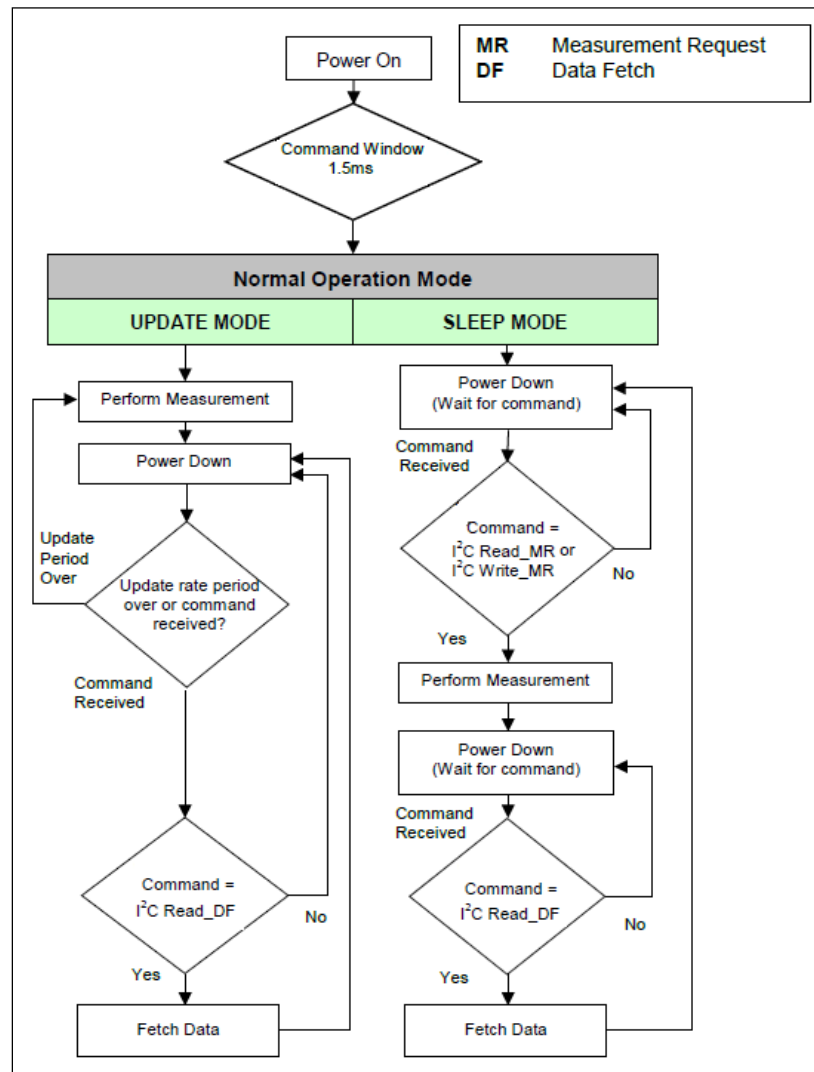 Power On
MR Measurement Request
DF Data Fetch
Command Window
1.5ms
Normal Operation Mode
UPDATE MODE
SLEEP MODE
Perform Measurement
Power Down
Update
Period
Over
Update rate period
over or command
received?
Command
Received
Command =
I²C Read_DF
No
Yes
Fetch Data
Power Down
(Wait for command)
Command
Received
Command =
I²C Read_MR or
I²C Write_MR
No
Yes
Perform Measurement
Power Down
(Wait for command)
Command
Received
Command =
I²C Read_DF
No
Yes
Fetch Data